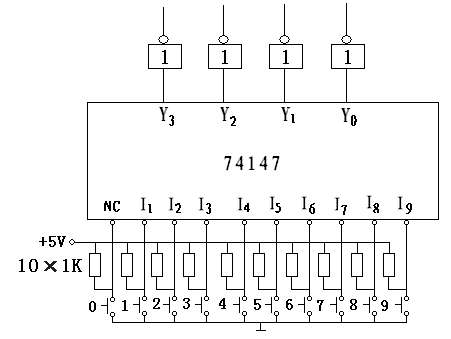 1 1 1 1
Y3 Y2 Y1 Y0
74147
NC I1 I2 I3 I4 I5 I6 I7 I8 I9
+5V
10×1K
0 1 2 3 4 5 6 7 8 9